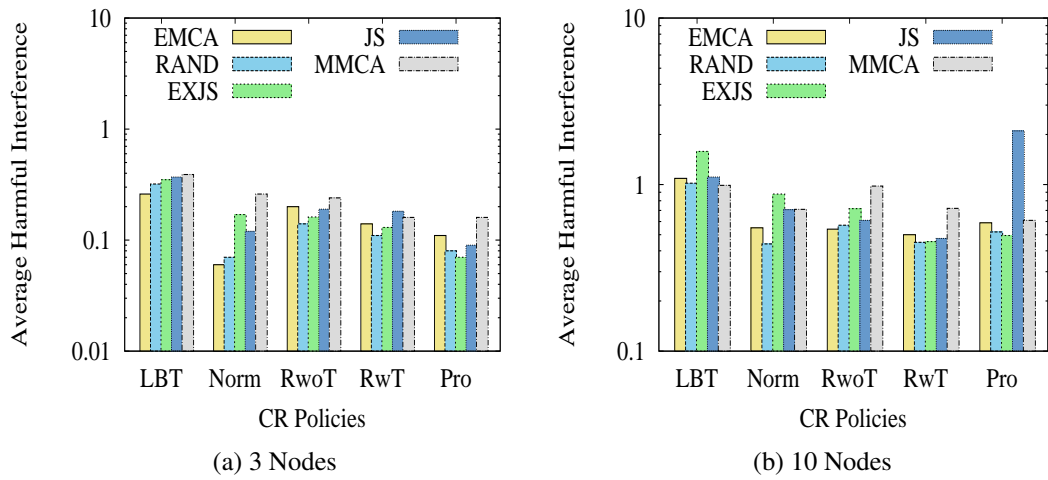 10
1
0.1
0.01
Average Harmful Interference
EMCA
RAND
EXJS
JS
MMCA
LBT Norm RwoT RwT Pro
CR Policies
(a) 3 Nodes
10
1
0.1
Average Harmful Interference
EMCA
RAND
EXJS
JS
MMCA
LBT Norm RwoT RwT Pro
CR Policies
(b) 10 Nodes